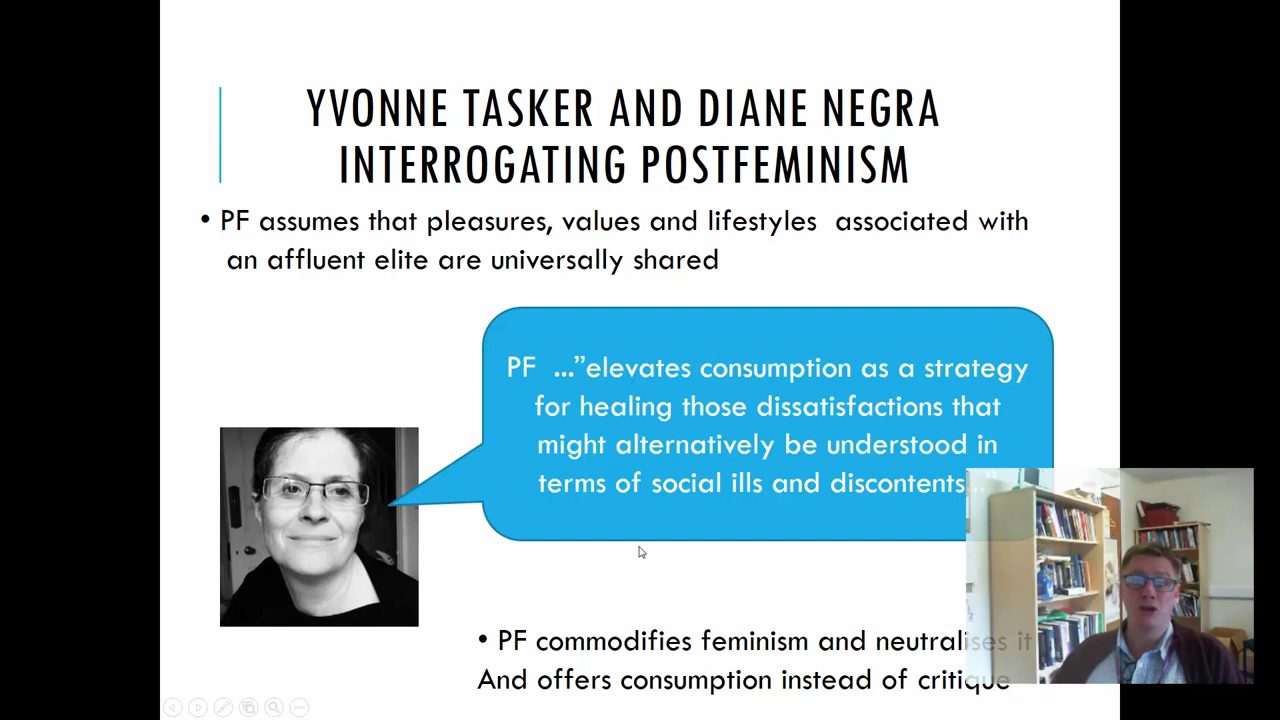 YVONNE TASKER AND DIANE NEGRA
INTERROGATING POSTFEMINISM
• PF assumes that pleasures, values and lifestyles associated with
an affluent elite are universally shared
PF ...”elevates consumption as a strategy
for healing those dissatisfactions that
might alternatively be understood in
terms of social ills and discontents...”
• PF commodifies feminism and neutralises it
And offers consumption instead of critique